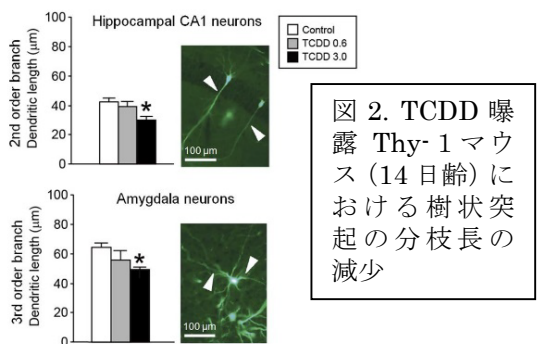 Hippocampal CA1 neurons
2nd order branch
Dendritic length (μm)
100
80
60
40
20
0
*
100 μm
Control
TCDD 0.6
TCDD 3.0
Amygdala neurons
3rd order branch
Dendritic length (μm)
100
80
60
40
20
0
*
100 μm
図 2. TCDD 曝
露 Thy-1 マウ
ス (14 日齢) に
おける樹状突
起の分枝長の
減少